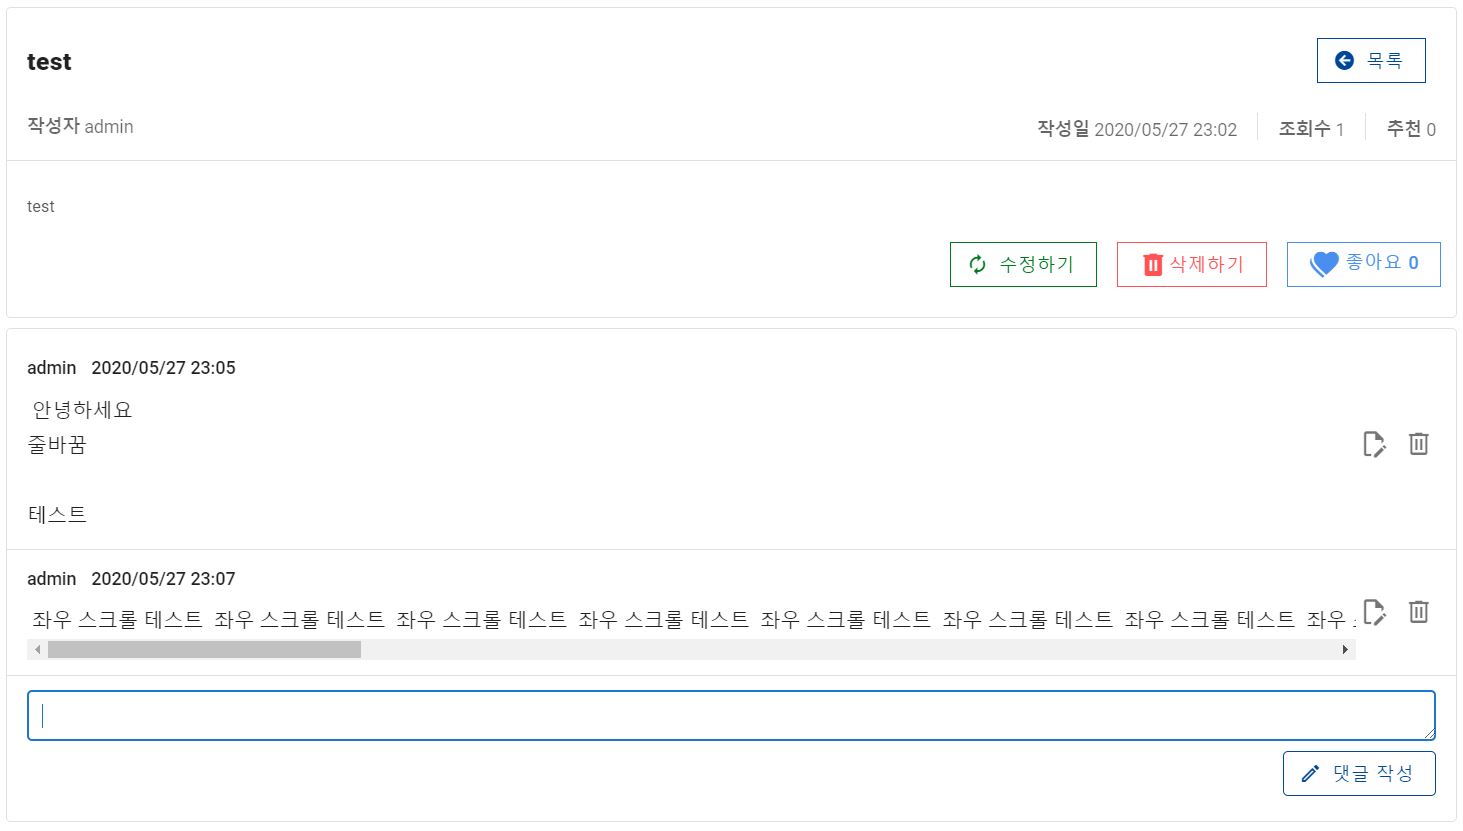 test
목록
작성자 admin
작성일 2020/05/27 23:02 조회수 1 추천 0
test
수정하기 삭제하기 좋아요 0
admin 2020/05/27 23:05
안녕하세요
줄바꿈
테스트
admin 2020/05/27 23:07
좌우 스크롤 테스트 좌우 스크롤 테스트 좌우 스크롤 테스트 좌우 스크롤 테스트 좌우 스크롤 테스트 좌우 스크롤 테스트 좌우 스크롤 테스트 좌우
댓글 작성